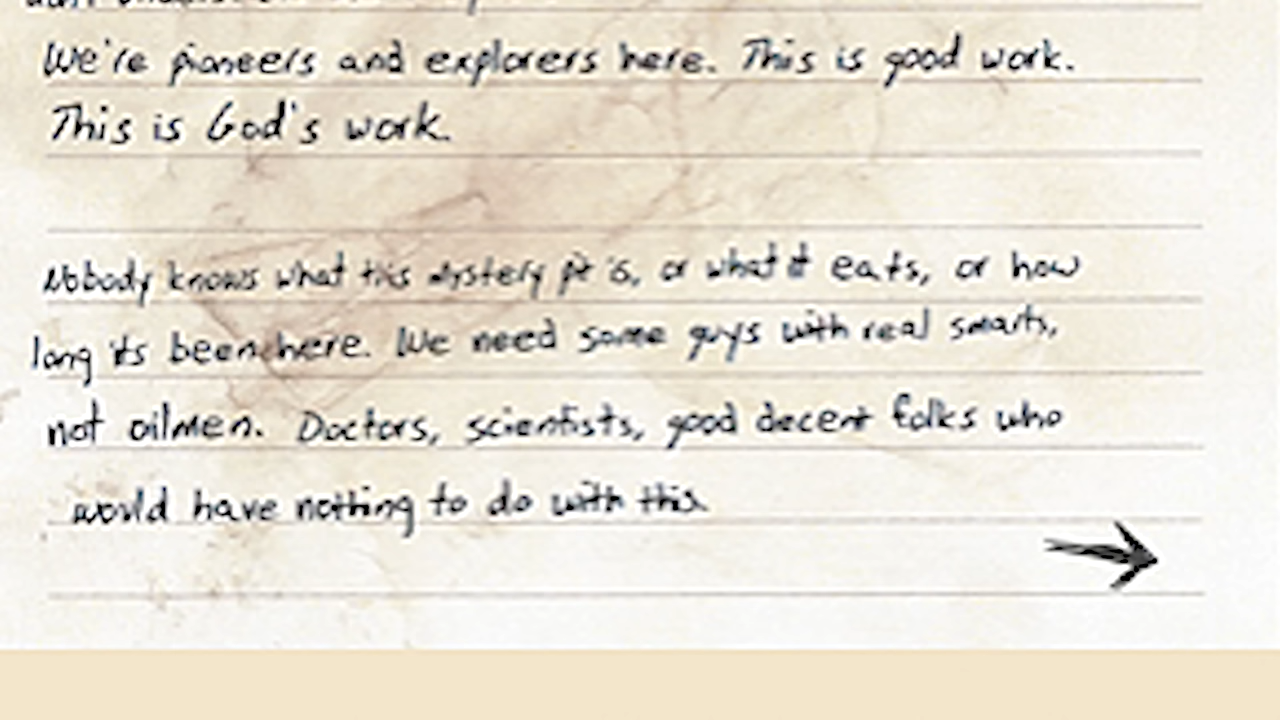 We're pioneers and explorers here. This is good work.
This is God's work.
Nobody knows what this mystery pit is, or what it eats, or how
long its been here. We need some guys with real smarts,
not oilmen. Doctors, scientists, good decent folks who
would have nothing to do with this.